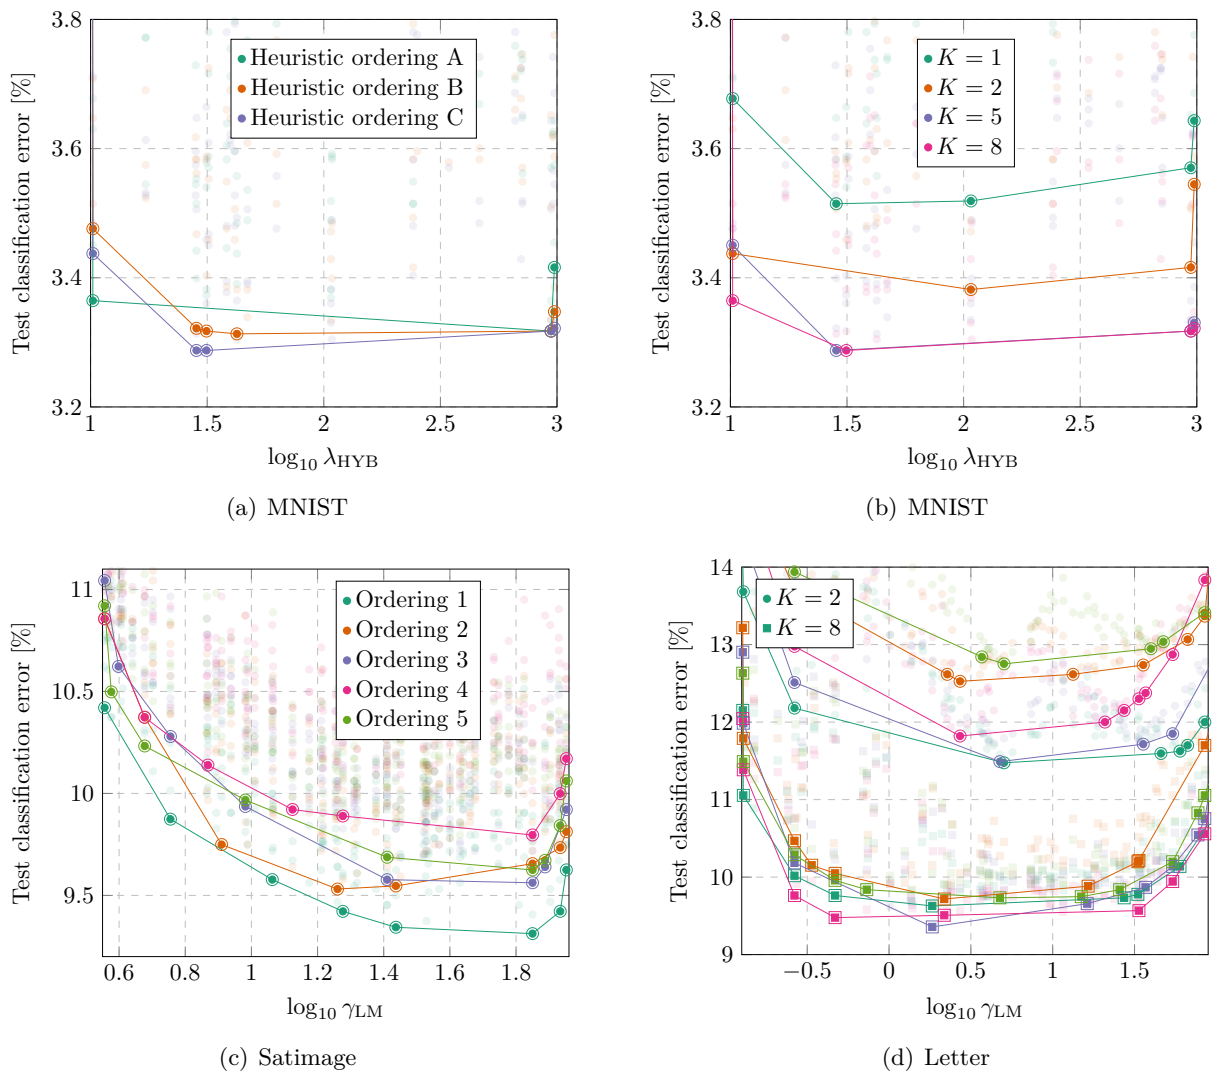 3.8
3.6
3.4
3.2
Test classification error [%]
Heuristic ordering A
Heuristic ordering B
Heuristic ordering C
1 1.5 2 2.5 3
log₁₀ λ_HYB
(a) MNIST
3.8
3.6
3.4
3.2
Test classification error [%]
K = 1
K = 2
K = 5
K = 8
1 1.5 2 2.5 3
log₁₀ λ_HYB
(b) MNIST
11
10.5
10
9.5
Test classification error [%]
Ordering 1
Ordering 2
Ordering 3
Ordering 4
Ordering 5
0.6 0.8 1 1.2 1.4 1.6 1.8
log₁₀ γ_LM
(c) Satimage
14
13
12
11
10
9
Test classification error [%]
K = 2
K = 8
−0.5 0 0.5 1 1.5
log₁₀ γ_LM
(d) Letter